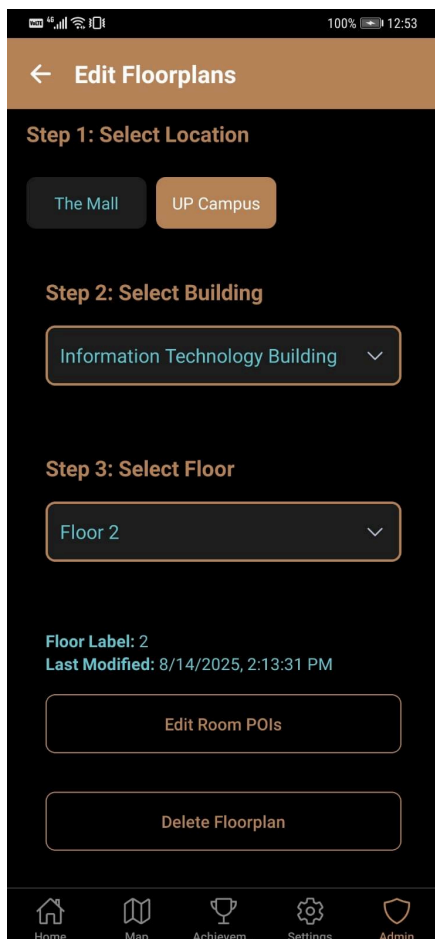 VoLTE 4G 100% 12:53
Edit Floorplans
Step 1: Select Location
The Mall UP Campus
Step 2: Select Building
Information Technology Building
Step 3: Select Floor
Floor 2
Floor Label: 2
Last Modified: 8/14/2025, 2:13:31 PM
Edit Room POIs
Delete Floorplan
Home Map Achievem Settings Admin